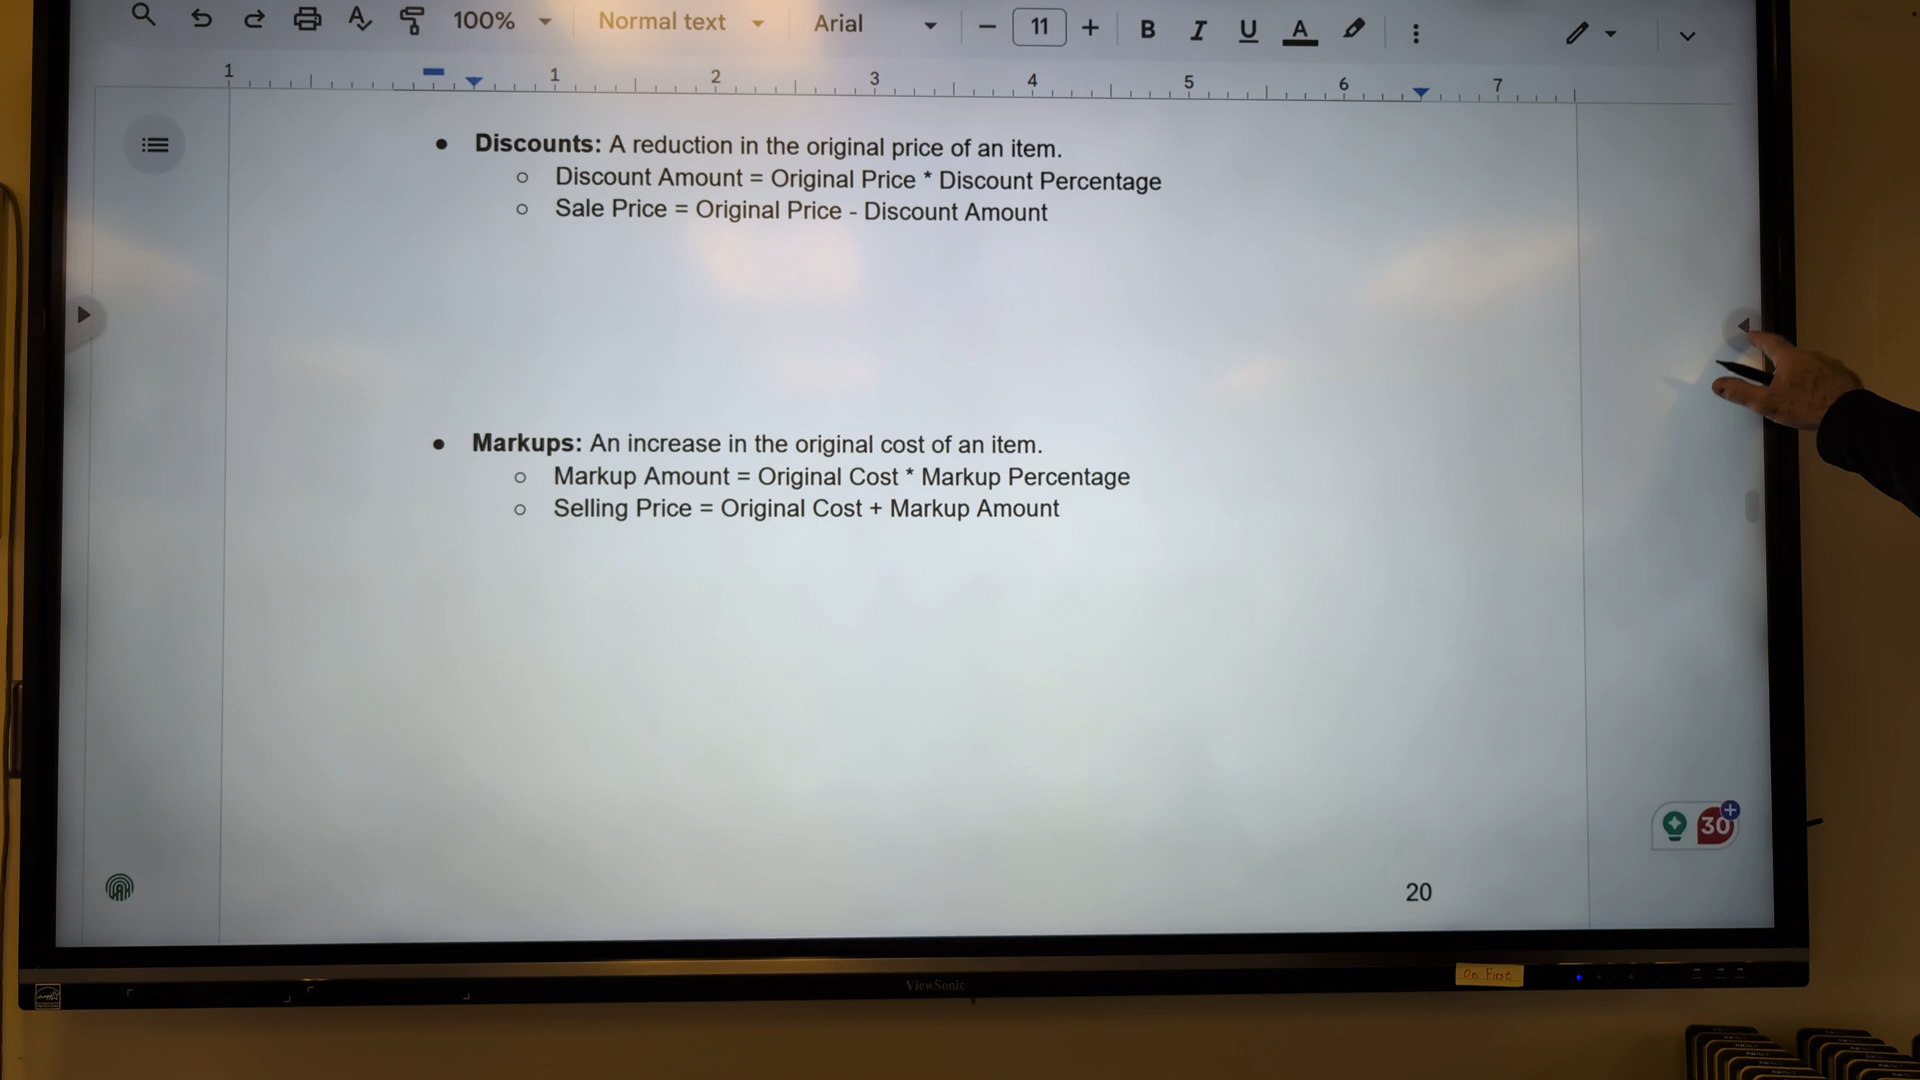 100% Normal text Arial 11 B I U A
1 1 2 3 4 5 6 7
● Discounts: A reduction in the original price of an item.
○ Discount Amount = Original Price * Discount Percentage
○ Sale Price = Original Price - Discount Amount
● Markups: An increase in the original cost of an item.
○ Markup Amount = Original Cost * Markup Percentage
○ Selling Price = Original Cost + Markup Amount
30
20
On First
ViewSonic